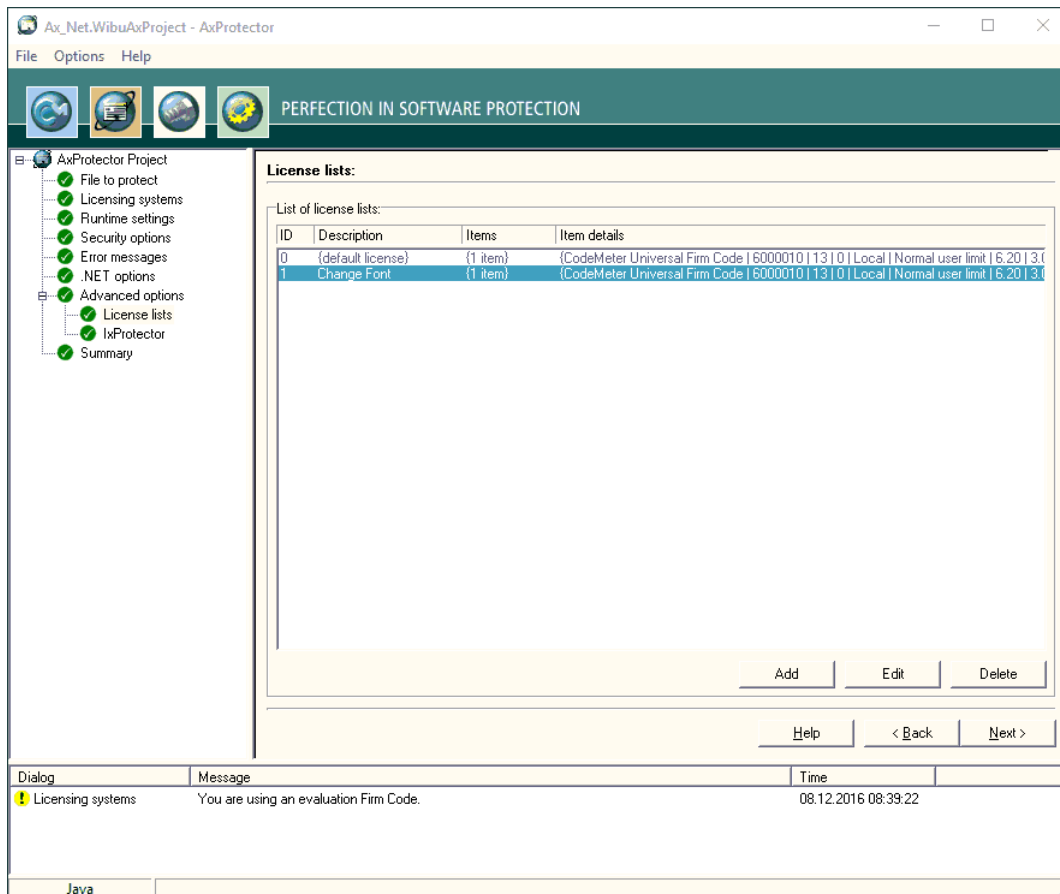 Ax_Net.WibuAxProject - AxProtector
File Options Help
PERFECTION IN SOFTWARE PROTECTION
AxProtector Project
File to protect
Licensing systems
Runtime settings
Security options
Error messages
.NET options
Advanced options
License lists
IxProtector
Summary
License lists:
List of license lists:
ID Description Items Item details
0 {default license} {1 item} {CodeMeter Universal Firm Code | 6000010 | 13 | 0 | Local | Normal user limit | 6.20 | 3.0
1 Change Font {1 item} {CodeMeter Universal Firm Code | 6000010 | 13 | 0 | Local | Normal user limit | 6.20 | 3.0
Add Edit Delete
Help < Back Next >
Dialog Message Time
Licensing systems You are using an evaluation Firm Code. 08.12.2016 08:39:22
Java